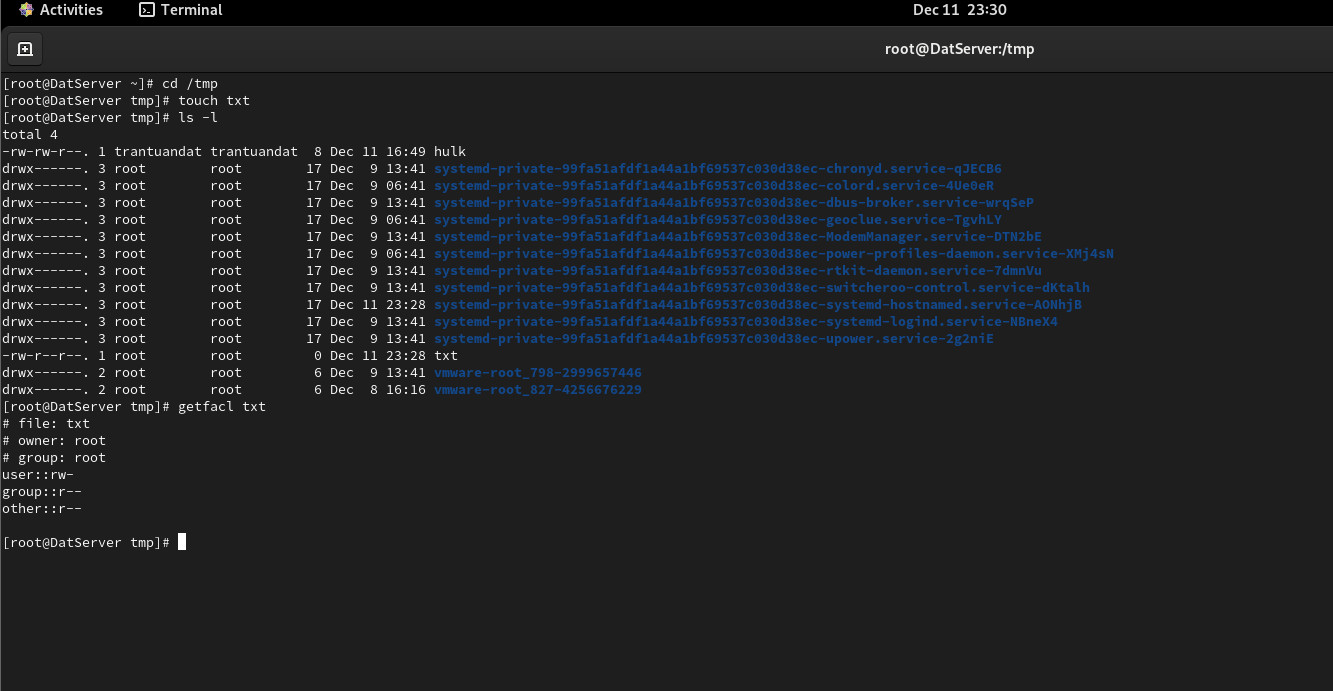 Activities Terminal Dec 11 23:30
root@DatServer:/tmp
[root@DatServer ~]# cd /tmp
[root@DatServer tmp]# touch txt
[root@DatServer tmp]# ls -l
total 4
-rw-rw-r--. 1 trantuandat trantuandat  8 Dec 11 16:49 hulk
drwx------. 3 root        root        17 Dec  9 13:41 systemd-private-99fa51afdf1a44a1bf69537c030d38ec-chronyd.service-qJECB6
drwx------. 3 root        root        17 Dec  9 06:41 systemd-private-99fa51afdf1a44a1bf69537c030d38ec-colord.service-4Ue0eR
drwx------. 3 root        root        17 Dec  9 13:41 systemd-private-99fa51afdf1a44a1bf69537c030d38ec-dbus-broker.service-wrqSeP
drwx------. 3 root        root        17 Dec  9 06:41 systemd-private-99fa51afdf1a44a1bf69537c030d38ec-geoclue.service-TgvhLY
drwx------. 3 root        root        17 Dec  9 13:41 systemd-private-99fa51afdf1a44a1bf69537c030d38ec-ModemManager.service-DTN2bE
drwx------. 3 root        root        17 Dec  9 06:41 systemd-private-99fa51afdf1a44a1bf69537c030d38ec-power-profiles-daemon.service-XMj4sN
drwx------. 3 root        root        17 Dec  9 13:41 systemd-private-99fa51afdf1a44a1bf69537c030d38ec-rtkit-daemon.service-7dmnVu
drwx------. 3 root        root        17 Dec  9 13:41 systemd-private-99fa51afdf1a44a1bf69537c030d38ec-switcheroo-control.service-dKtalh
drwx------. 3 root        root        17 Dec 11 23:28 systemd-private-99fa51afdf1a44a1bf69537c030d38ec-systemd-hostnamed.service-AONhjB
drwx------. 3 root        root        17 Dec  9 13:41 systemd-private-99fa51afdf1a44a1bf69537c030d38ec-systemd-logind.service-NBneX4
drwx------. 3 root        root        17 Dec  9 13:41 systemd-private-99fa51afdf1a44a1bf69537c030d38ec-upower.service-2g2niE
-rw-r--r--. 1 root        root         0 Dec 11 23:28 txt
drwx------. 2 root        root         6 Dec  9 13:41 vmware-root_798-2999657446
drwx------. 2 root        root         6 Dec  8 16:16 vmware-root_827-4256676229
[root@DatServer tmp]# getfacl txt
# file: txt
# owner: root
# group: root
user::rw-
group::r--
other::r--
[root@DatServer tmp]#